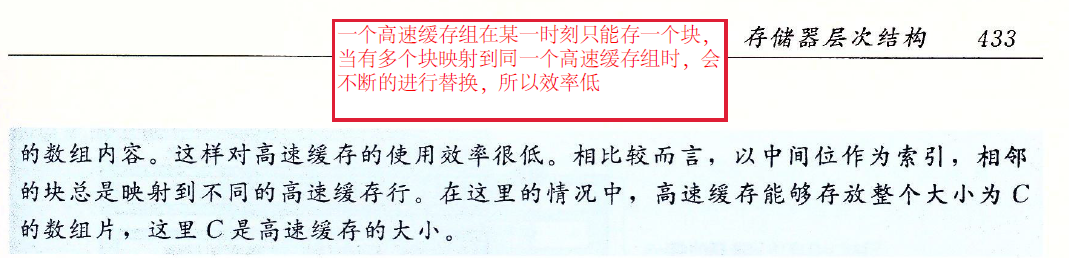 一个高速缓存组在某一时刻只能存一个块，
当有多个块映射到同一个高速缓存组时，会
不断的进行替换，所以效率低
存储器层次结构 433
的数组内容。这样对高速缓存的使用效率很低。相比较而言，以中间位作为索引，相邻
的块总是映射到不同的高速缓存行。在这里的情况中，高速缓存能够存放整个大小为 C
的数组片，这里 C 是高速缓存的大小。